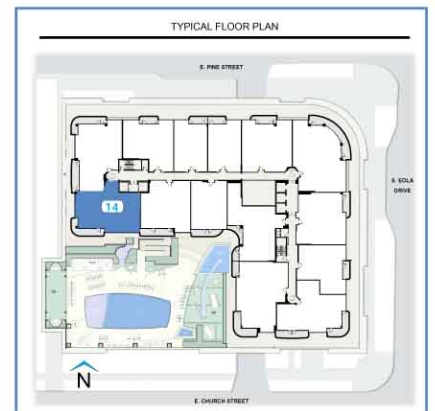 TYPICAL FLOOR PLAN
E. PINE STREET
S. EOLA
DRIVE
14
N
E. CHURCH STREET